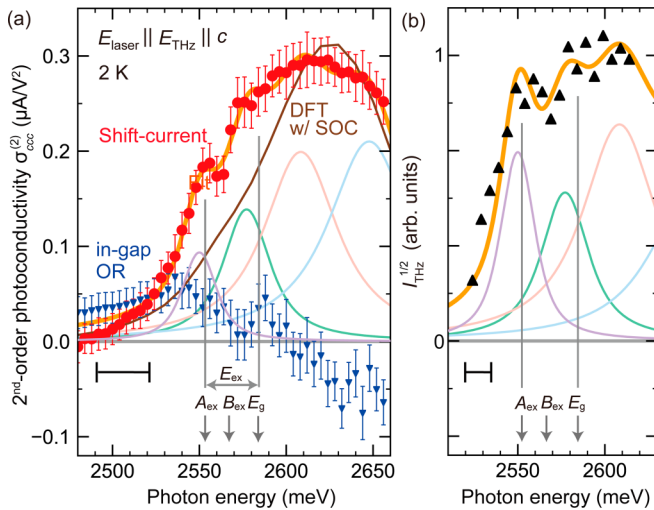 (a)
E_laser || E_THz || c
2 K
Shift-current
DFT
w/ SOC
in-gap
OR
E_ex
A_ex B_ex E_g
0.3
0.2
0.1
0.0
−0.1
2nd-order photoconductivity σ_ccc^(2) (μA/V²)
2500 2550 2600 2650
Photon energy (meV)
(b)
1
0
I_THz^1/2 (arb. units)
A_ex B_ex E_g
2550 2600
Photon energy (meV)